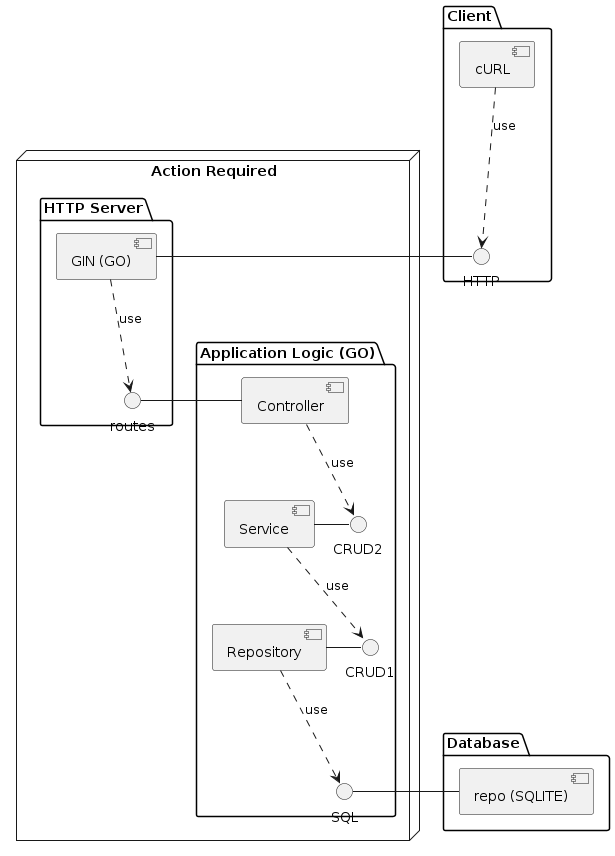 Client
cURL
use
Action Required
HTTP Server
GIN (GO)
HTTP
use
Application Logic (GO)
Controller
routes
use
Service
CRUD2
use
Repository
CRUD1
use
Database
repo (SQLITE)
SQL